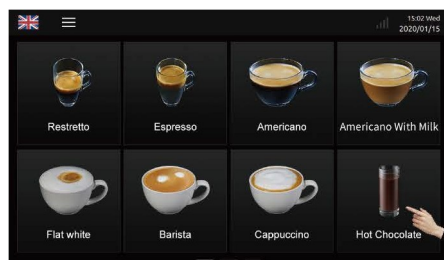 15:02 Wed
2020/01/15
Restretto
Espresso
Americano
Americano With Milk
Flat white
Barista
Cappuccino
Hot Chocolate